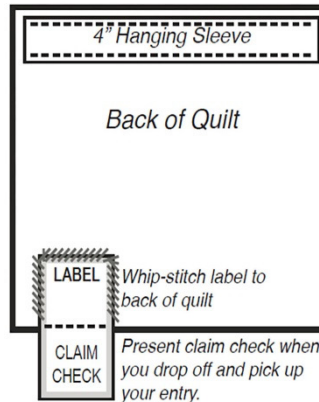 4” Hanging Sleeve
Back of Quilt
LABEL
Whip-stitch label to
back of quilt
CLAIM
CHECK
Present claim check when
you drop off and pick up
your entry.